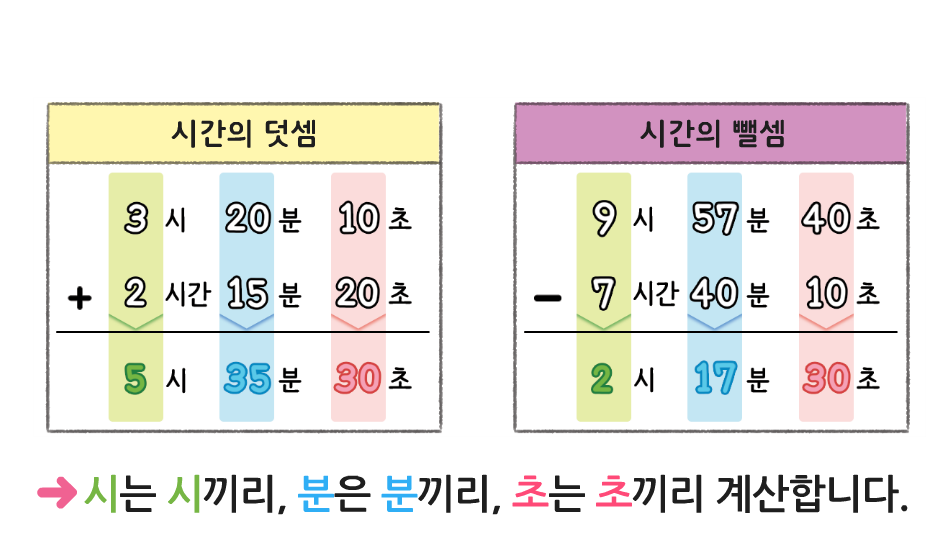 시간의 덧셈
3 시 20 분 10 초
+ 2 시간 15 분 20 초
5 시 35 분 30 초
시간의 뺄셈
9 시 57 분 40 초
− 7 시간 40 분 10 초
2 시 17 분 30 초
➜ 시는 시끼리, 분은 분끼리, 초는 초끼리 계산합니다.